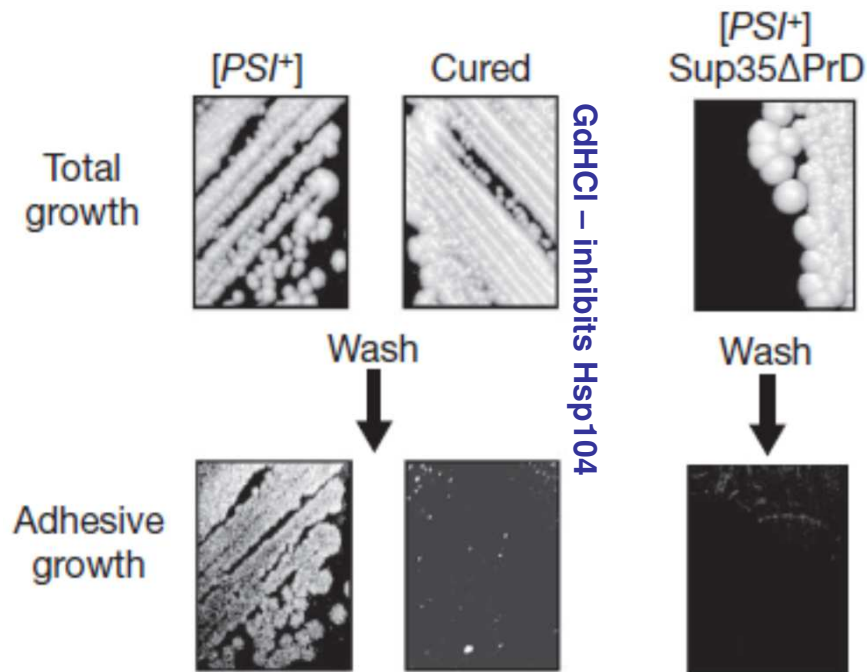 [PSI+]
Cured
[PSI+]
Sup35ΔPrD
Total
growth
GdHCl – inhibits Hsp104
Wash
Wash
Adhesive
growth